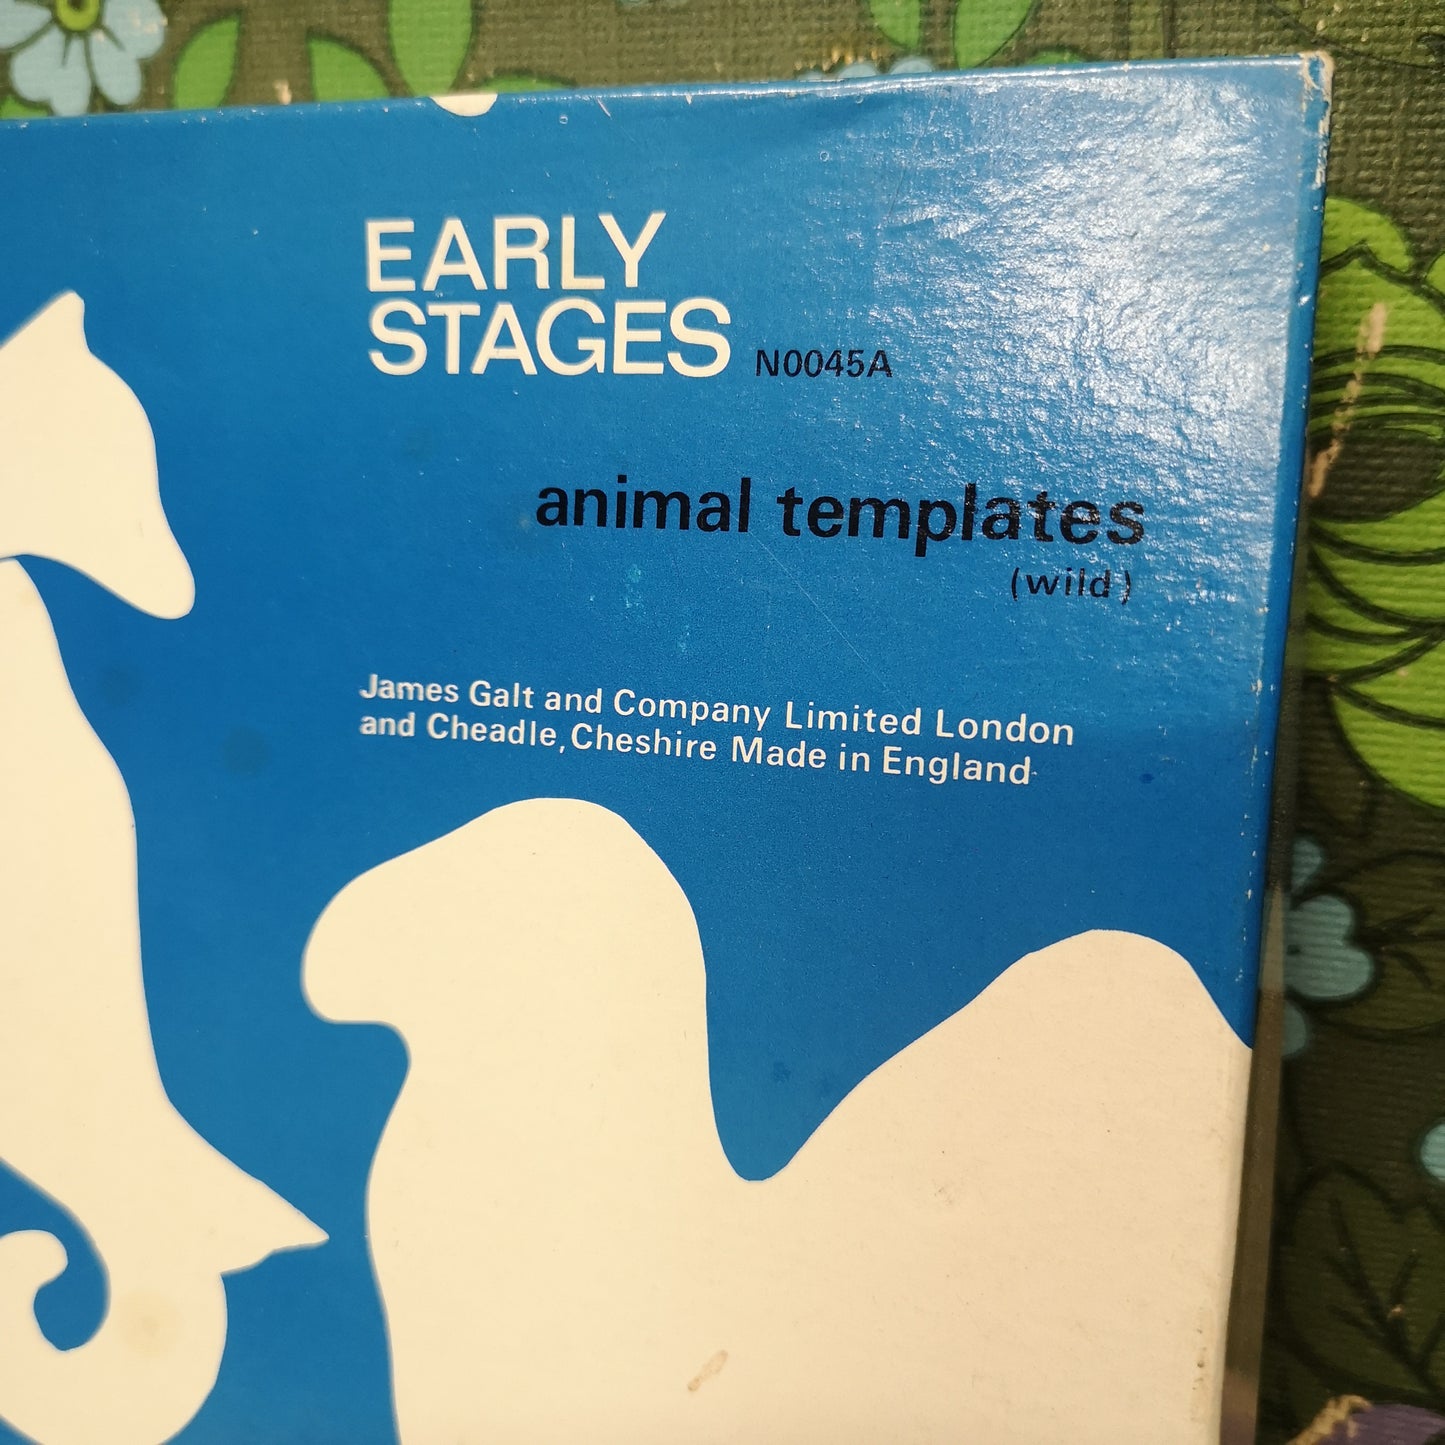 EARLY
STAGES N0045A
animal templates
(wild)
James Galt and Company Limited London
and Cheadle, Cheshire Made in England